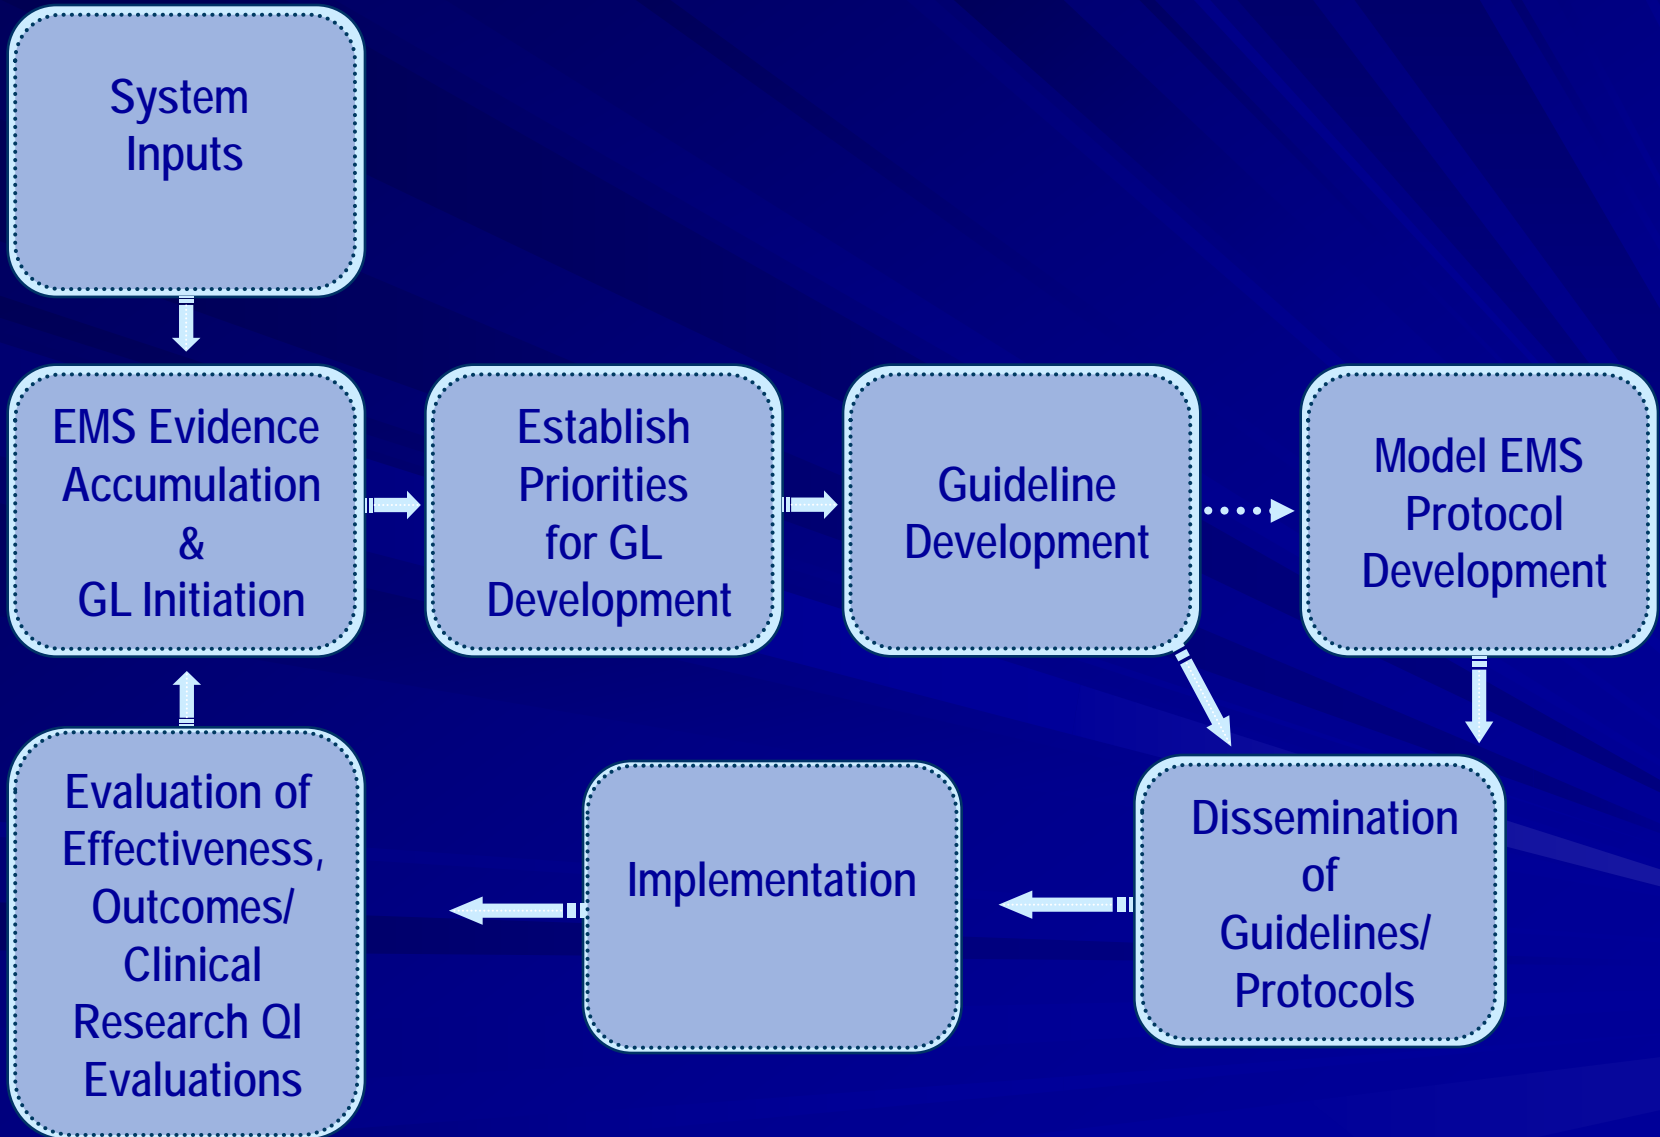 System
Inputs
EMS Evidence
Accumulation
&
GL Initiation
Establish
Priorities
for GL
Development
Guideline
Development
Model EMS
Protocol
Development
Evaluation of
Effectiveness,
Outcomes/
Clinical
Research QI
Evaluations
Implementation
Dissemination
of
Guidelines/
Protocols